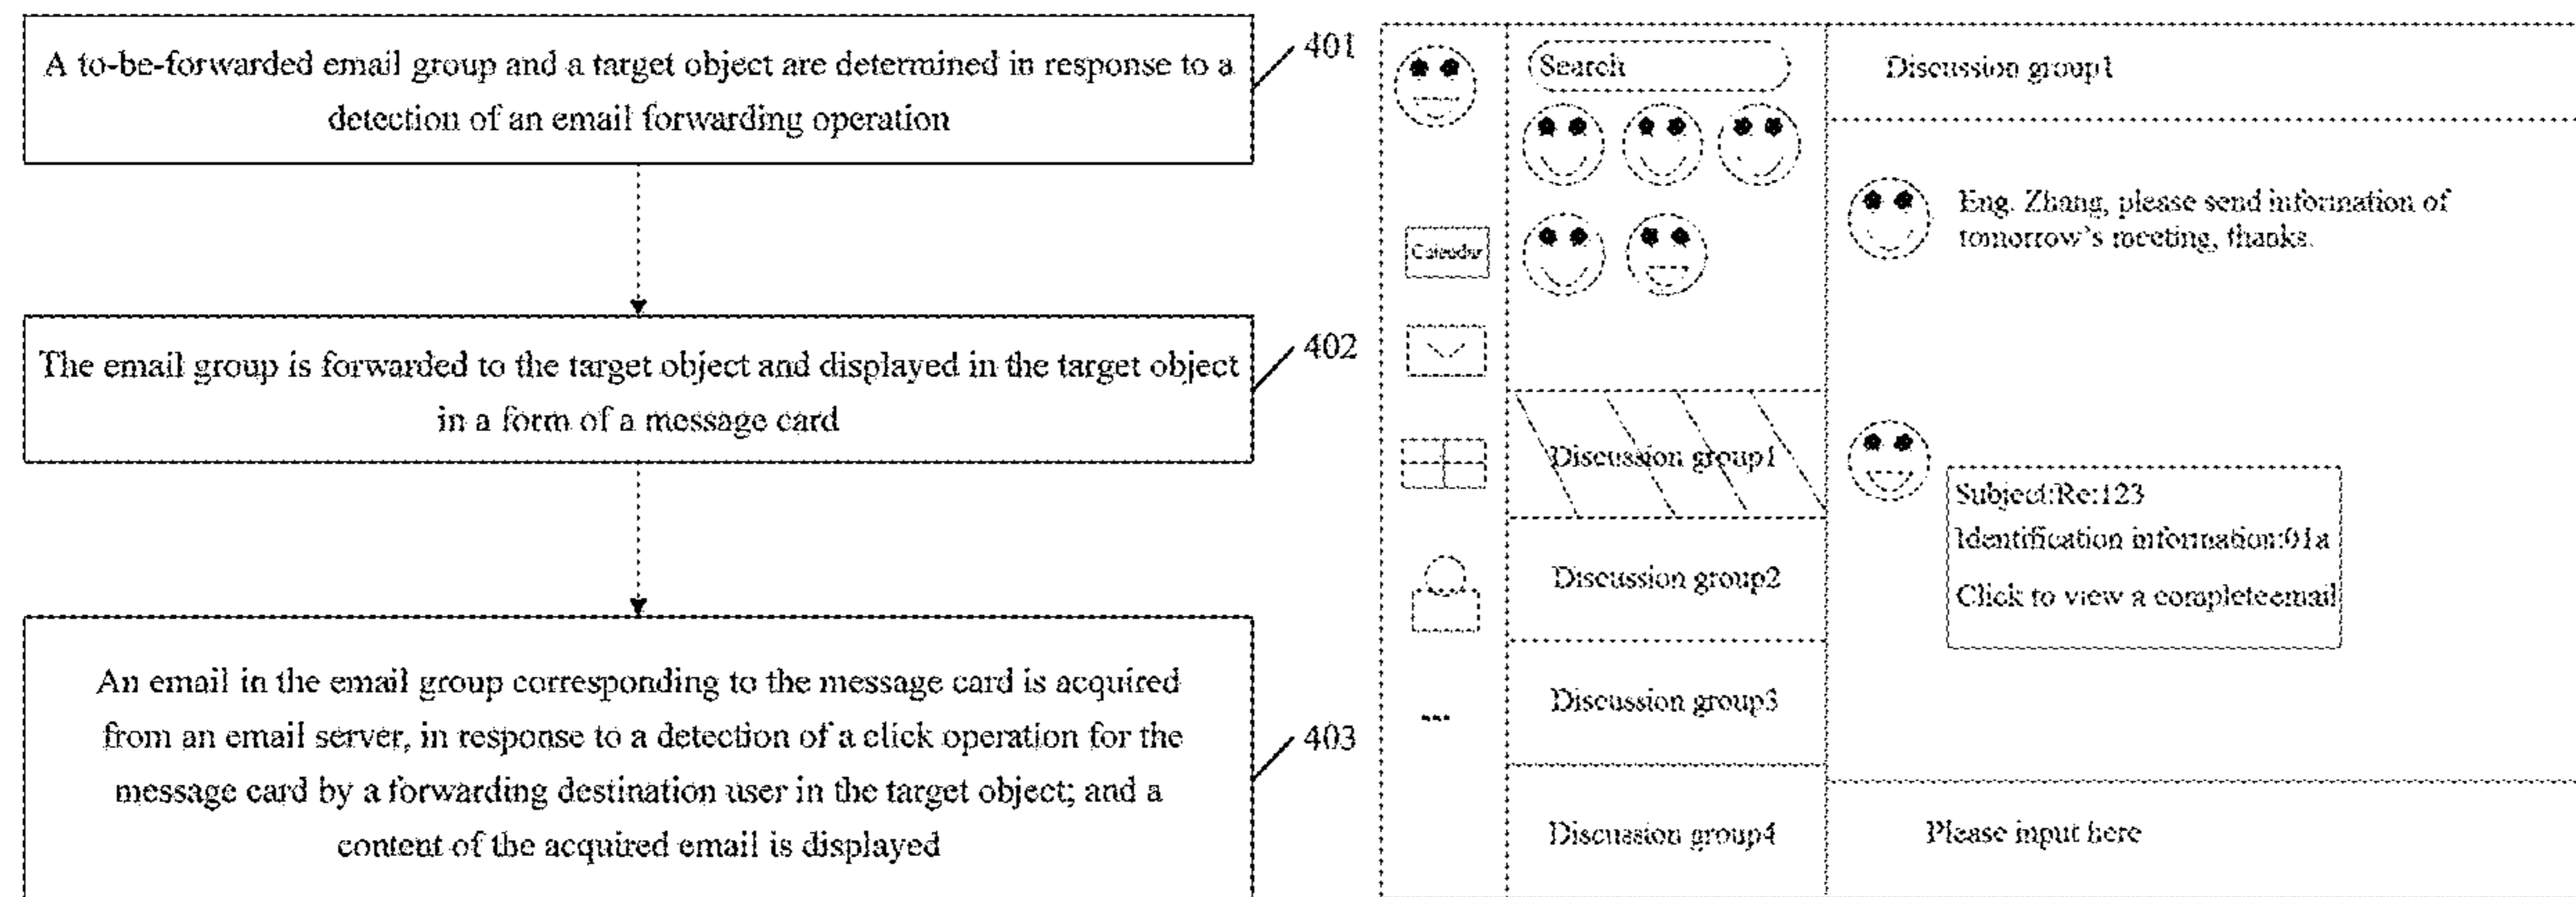 A to-be-forwarded email group and a target object are determined in response to a
detection of an email forwarding operation
401
The email group is forwarded to the target object and displayed in the target object
in a form of a message card
402
An email in the email group corresponding to the message card is acquired
from an email server, in response to a detection of a click operation for the
message card by a forwarding destination user in the target object; and a
content of the acquired email is displayed
403
Calendar
...
Search
Discussion group1
Discussion group2
Discussion group3
Discussion group4
Discussion group1
Eng. Zhang, please send information of
tomorrow's meeting, thanks.
Subject:Re:123
Identification information:01a
Click to view a completeemail
Please input here